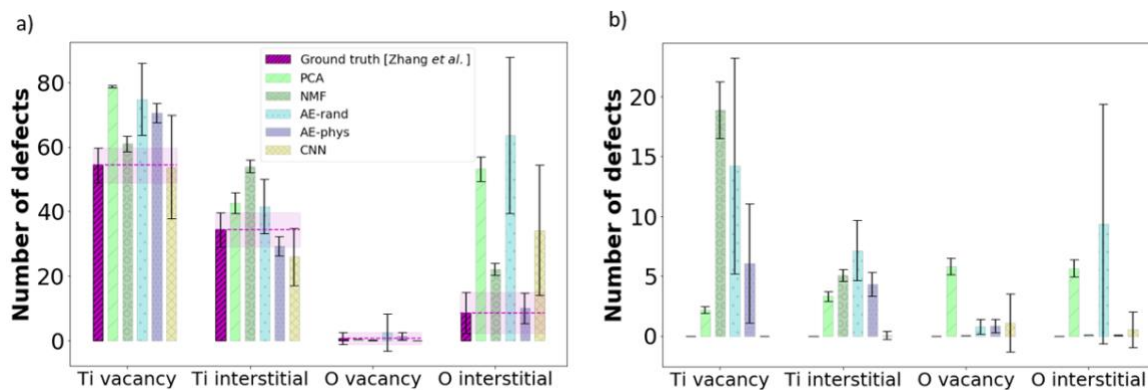 a)
Number of defects
80
60
40
20
0
Ground truth [Zhang et al.]
PCA
NMF
AE-rand
AE-phys
CNN
Ti vacancy Ti interstitial O vacancy O interstitial
b)
Number of defects
20
15
10
5
0
Ti vacancy Ti interstitial O vacancy O interstitial